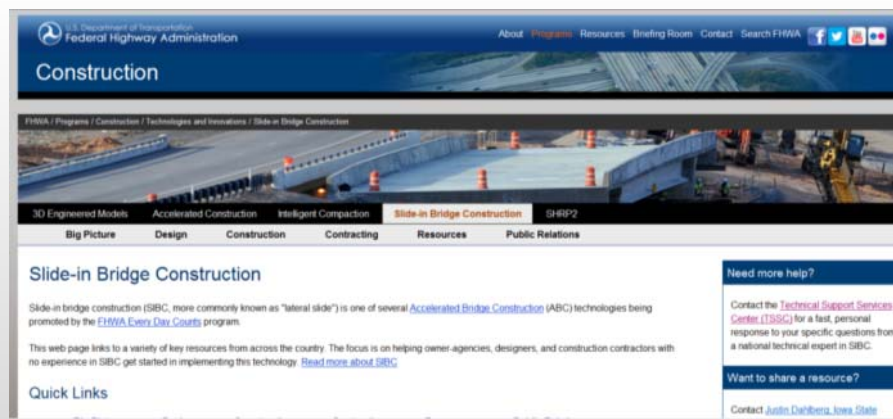 U.S. Department of Transportation
Federal Highway Administration
About Programs Resources Briefing Room Contact Search FHWA
Construction
FHWA / Programs / Construction / Technologies and Innovations / Slide-in Bridge Construction
3D Engineered Models Accelerated Construction Intelligent Compaction Slide-in Bridge Construction SHRP2
Big Picture Design Construction Contracting Resources Public Relations
Slide-in Bridge Construction
Slide-in bridge construction (SIBC, more commonly known as "lateral slide") is one of several Accelerated Bridge Construction (ABC) technologies being
promoted by the FHWA Every Day Counts program.
This web page links to a variety of key resources from across the country. The focus is on helping owner-agencies, designers, and construction contractors with
no experience in SIBC get started in implementing this technology. Read more about SIBC
Quick Links
Need more help?
Contact the Technical Support Services
Center (TSSC) for a fast, personal
response to your specific questions from
a national technical expert in SIBC.
Want to share a resource?
Contact Justin Dahlberg, Iowa State